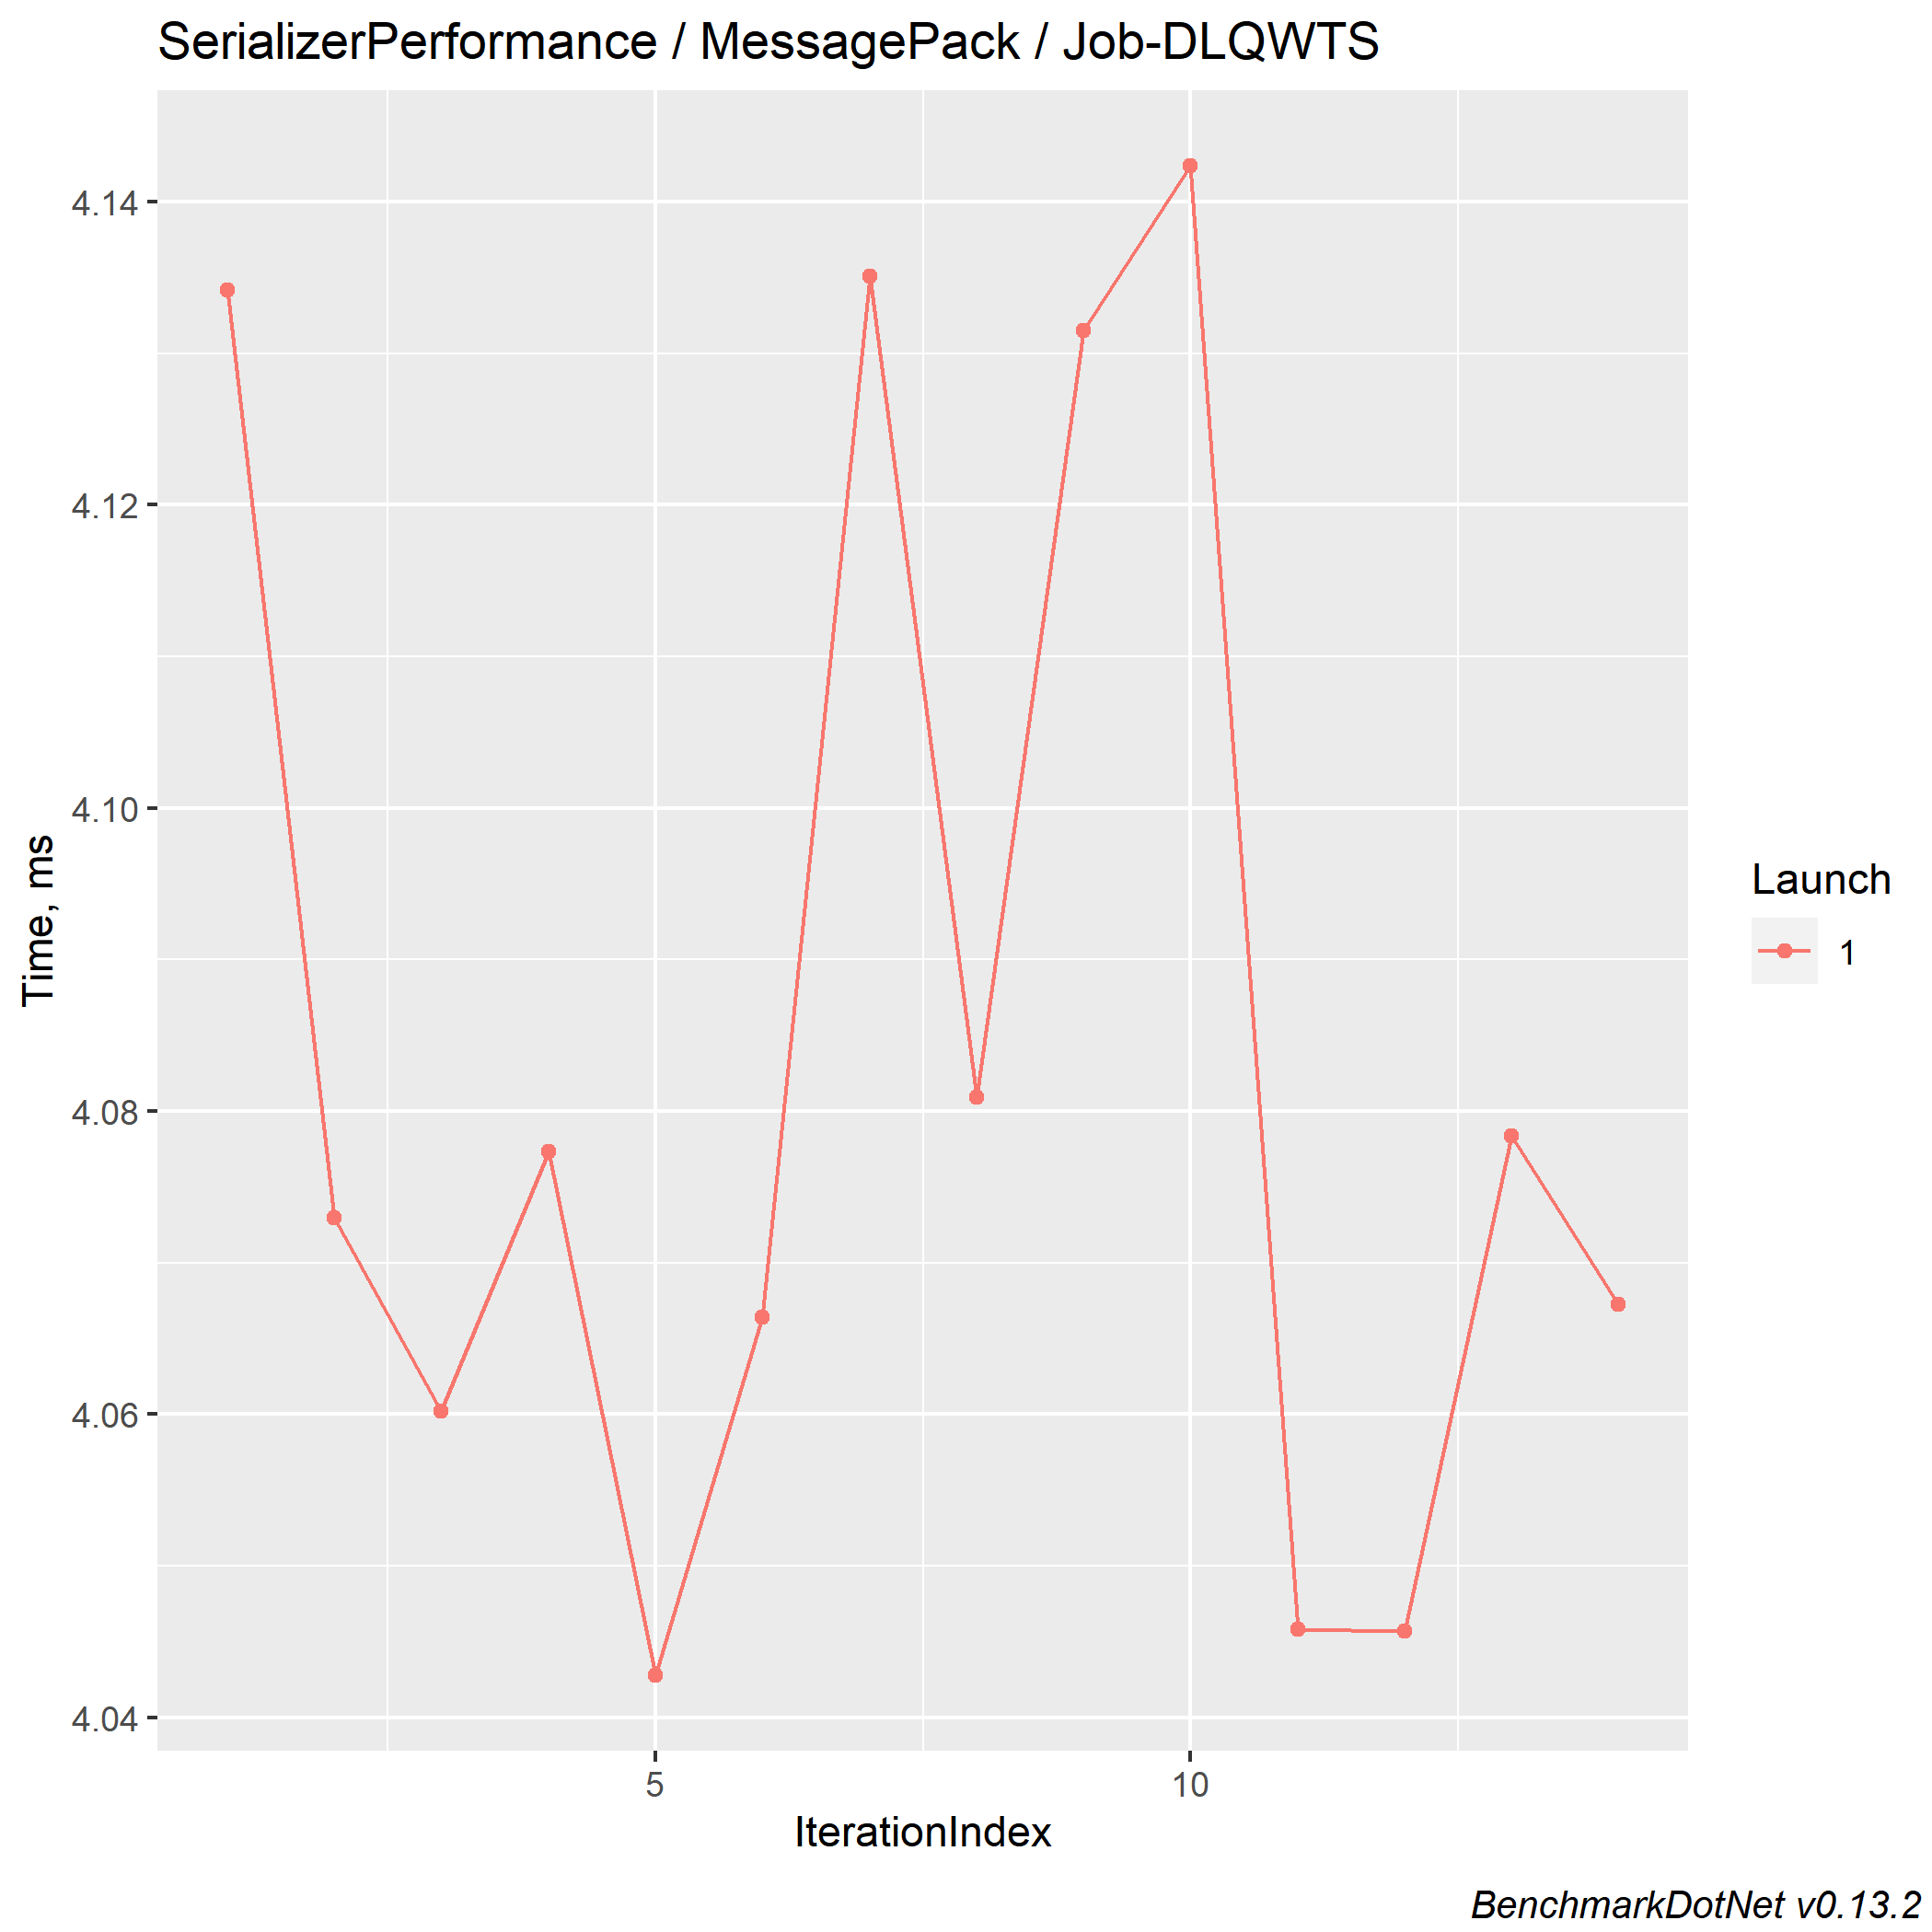 SerializerPerformance / MessagePack / Job-DLQWTS
4.14
4.12
4.10
4.08
4.06
4.04
Time, ms
5 10
IterationIndex
Launch
1
BenchmarkDotNet v0.13.2